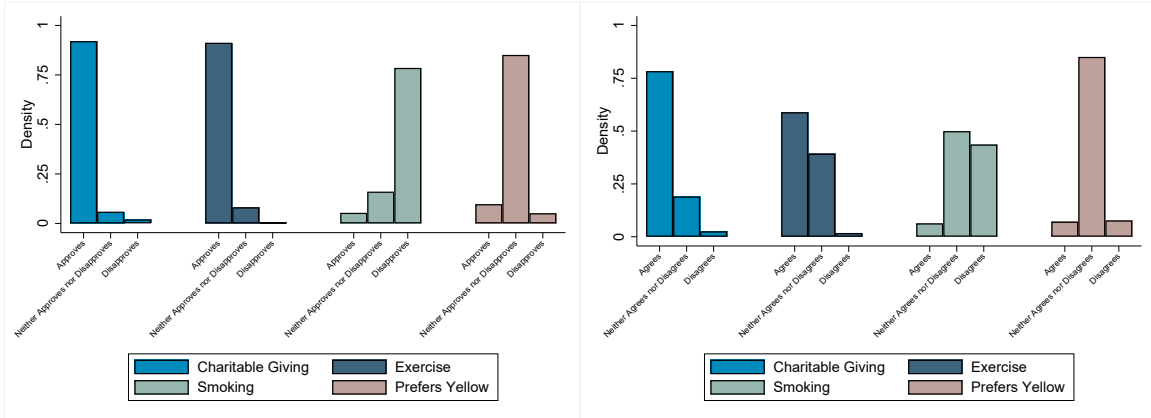 1
.75
.5
.25
0
Density
Approves
Neither Approves nor Disapproves
Disapproves
Approves
Neither Approves nor Disapproves
Disapproves
Approves
Neither Approves nor Disapproves
Disapproves
Approves
Neither Approves nor Disapproves
Disapproves
Charitable Giving
Exercise
Smoking
Prefers Yellow
1
.75
.5
.25
0
Density
Agrees
Neither Agrees nor Disagrees
Disagrees
Agrees
Neither Agrees nor Disagrees
Disagrees
Agrees
Neither Agrees nor Disagrees
Disagrees
Agrees
Neither Agrees nor Disagrees
Disagrees
Charitable Giving
Exercise
Smoking
Prefers Yellow